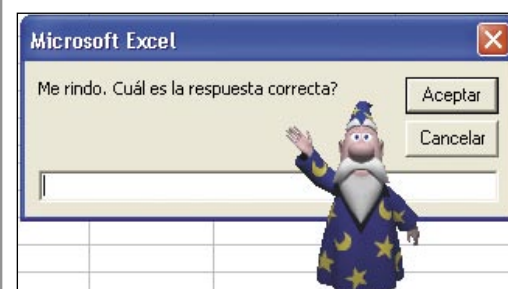 Microsoft Excel
Me rindo. Cuál es la respuesta correcta?
Aceptar
Cancelar